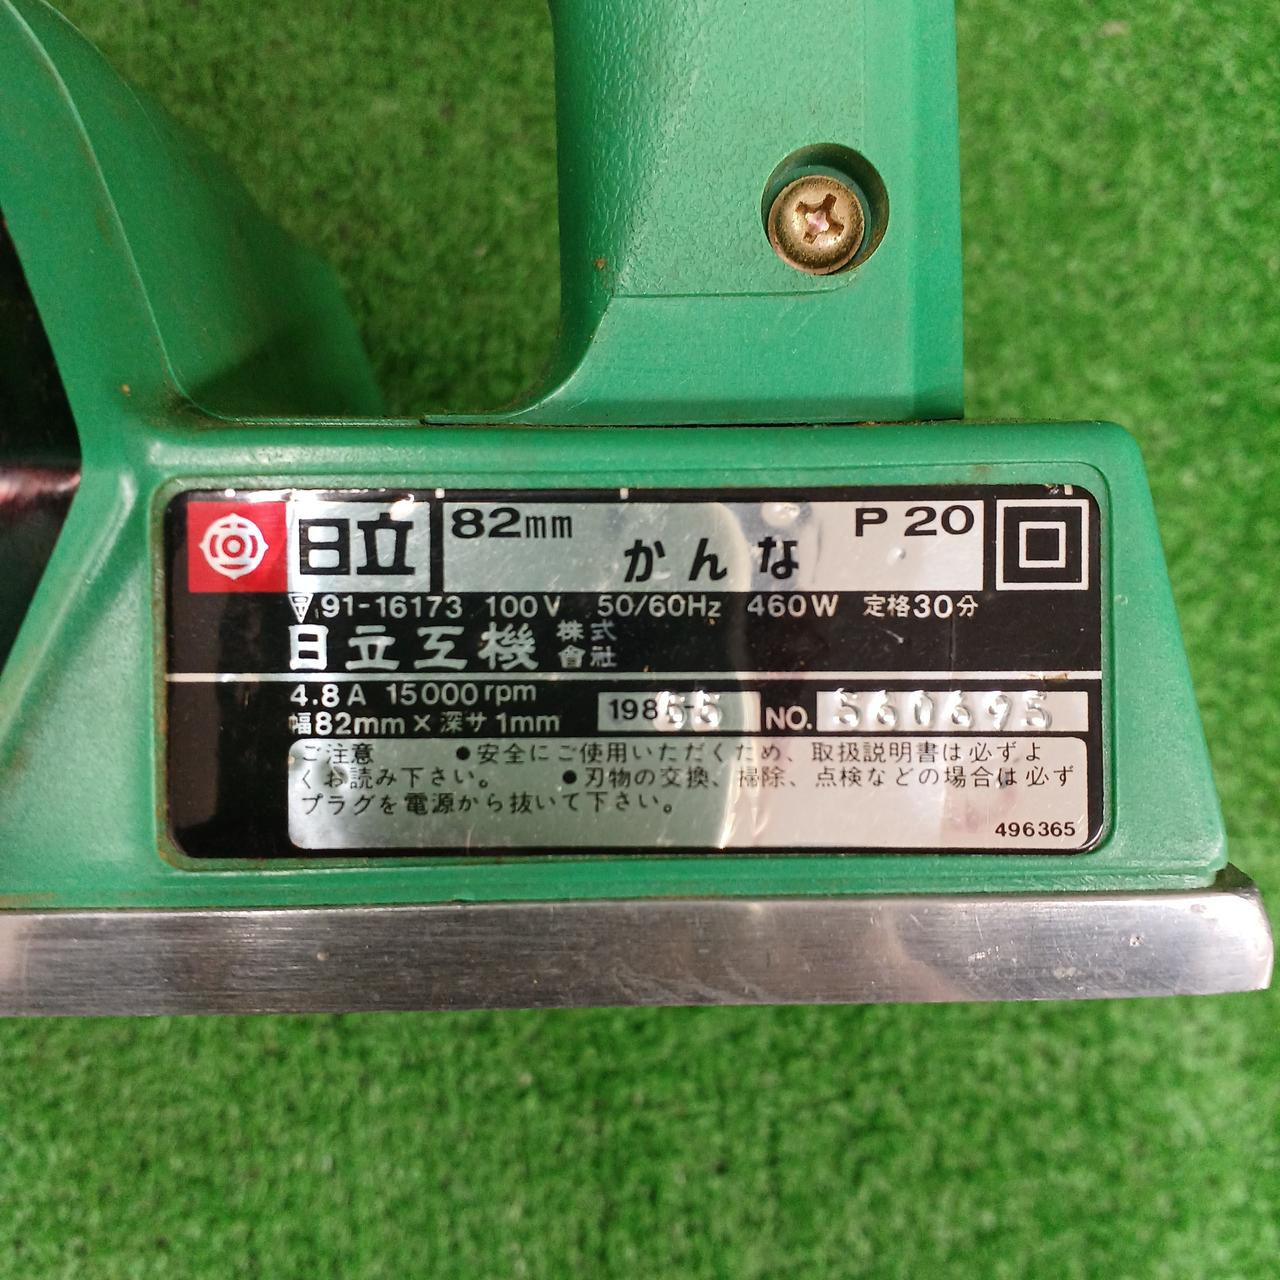 日立
82mm
P 20
かんな
91-16173 100V 50/60Hz 460W 定格30分
日立工機 株式會社
4.8A 15000rpm
幅82mm×深サ1mm
NO. 560695
ご注意 ●安全にご使用いただくため、取扱説明書は必ずよ
くお読み下さい。 ●刃物の交換、掃除、点検などの場合は必ず
プラグを電源から抜いて下さい。
496365